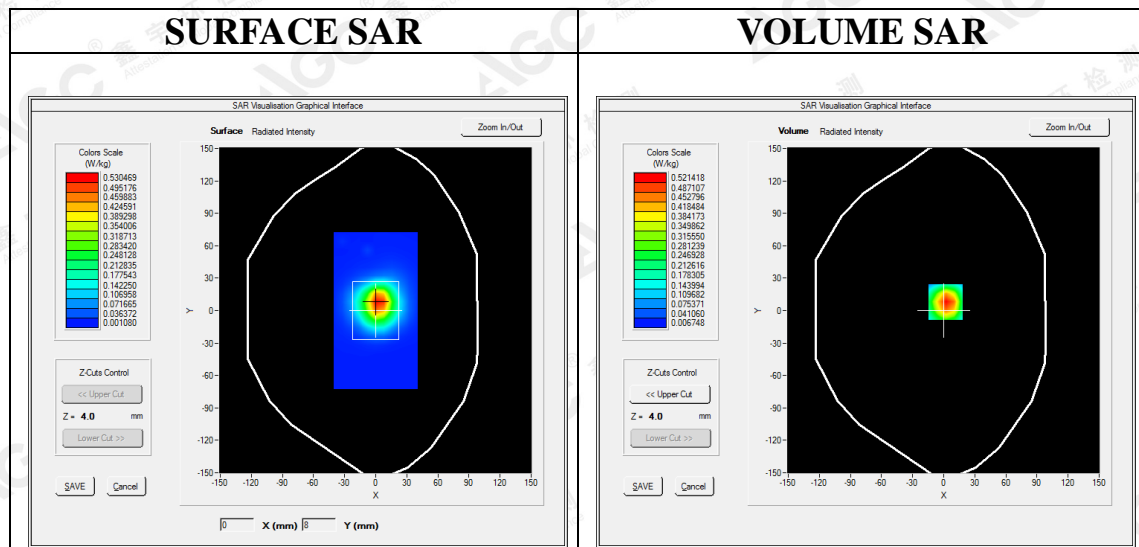 SURFACE SAR
VOLUME SAR
SAR Visualisation Graphical Interface
Surface Radiated Intensity
Zoom In/Out
Colors Scale
(W/kg)
0.530469
0.495176
0.459883
0.424591
0.389298
0.354006
0.318713
0.283420
0.248128
0.212835
0.177543
0.142250
0.106958
0.071665
0.036372
0.001080
Z-Cuts Control
<< Upper Cut
Z = 4.0 mm
Lower Cut >>
SAVE Cancel
150
120
90
60
30
0
-30
-60
-90
-120
-150
Y
-150 -120 -90 -60 -30 0 30 60 90 120 150
X
0 X (mm) 8 Y (mm)
SAR Visualisation Graphical Interface
Volume Radiated Intensity
Zoom In/Out
Colors Scale
(W/kg)
0.521418
0.487107
0.452796
0.418484
0.384173
0.349862
0.315550
0.281239
0.246928
0.212616
0.178305
0.143994
0.109682
0.075371
0.041060
0.006748
Z-Cuts Control
<< Upper Cut
Z = 4.0 mm
Lower Cut >>
SAVE Cancel
150
120
90
60
30
0
-30
-60
-90
-120
-150
Y
-150 -120 -90 -60 -30 0 30 60 90 120 150
X